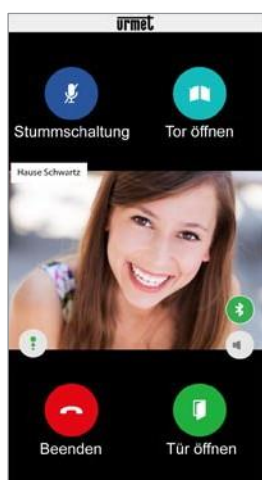 urmet
Stummschaltung
Tor öffnen
Hause Schwartz
Beenden
Tür öffnen